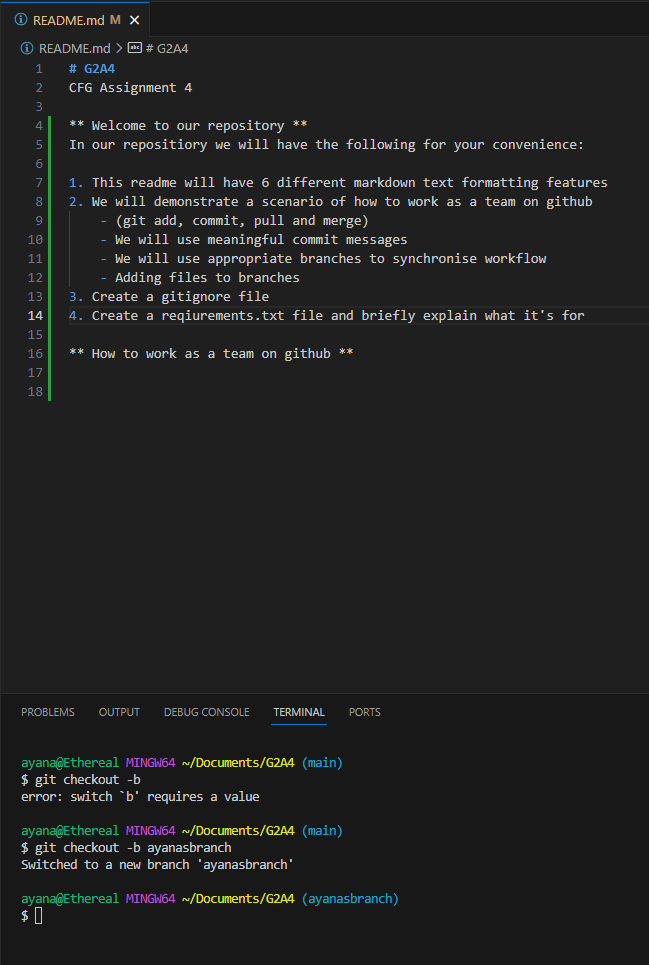 README.md M
README.md > # G2A4
1 # G2A4
2 CFG Assignment 4
3
4 ** Welcome to our repository **
5 In our repositiory we will have the following for your convenience:
6
7 1. This readme will have 6 different markdown text formatting features
8 2. We will demonstrate a scenario of how to work as a team on github
9 - (git add, commit, pull and merge)
10 - We will use meaningful commit messages
11 - We will use appropriate branches to synchronise workflow
12 - Adding files to branches
13 3. Create a gitignore file
14 4. Create a reqiurements.txt file and briefly explain what it's for
15
16 ** How to work as a team on github **
17
18
PROBLEMS OUTPUT DEBUG CONSOLE TERMINAL PORTS
ayana@Ethereal MINGW64 ~/Documents/G2A4 (main)
$ git checkout -b
error: switch `b' requires a value
ayana@Ethereal MINGW64 ~/Documents/G2A4 (main)
$ git checkout -b ayanasbranch
Switched to a new branch 'ayanasbranch'
ayana@Ethereal MINGW64 ~/Documents/G2A4 (ayanasbranch)
$